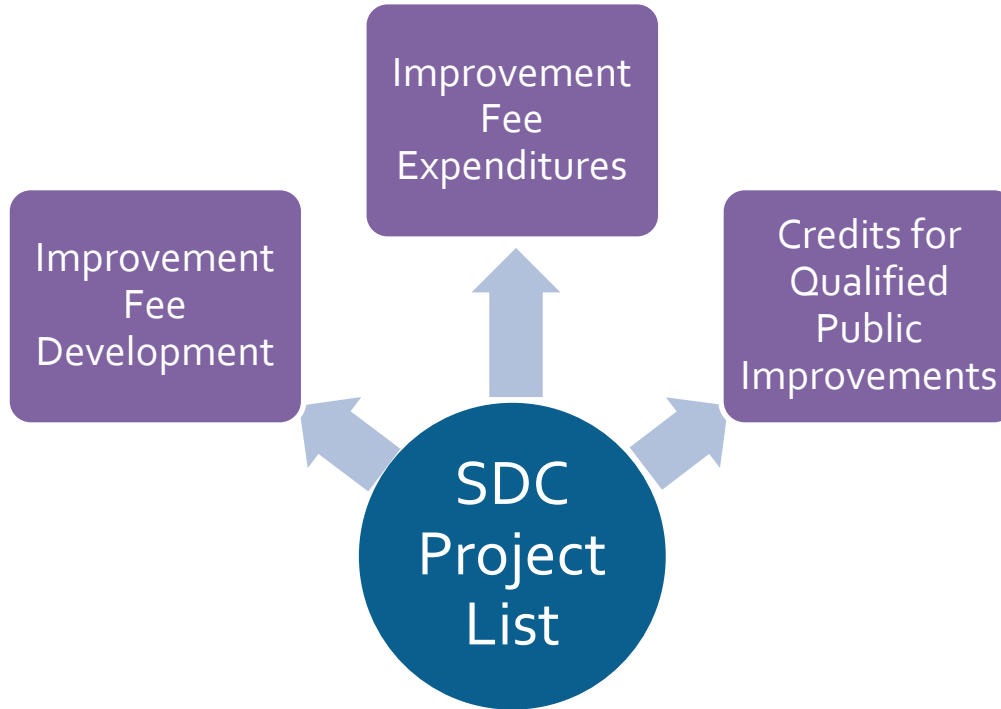 Improvement
Fee
Expenditures
Improvement
Fee
Development
Credits for
Qualified
Public
Improvements
SDC
Project
List